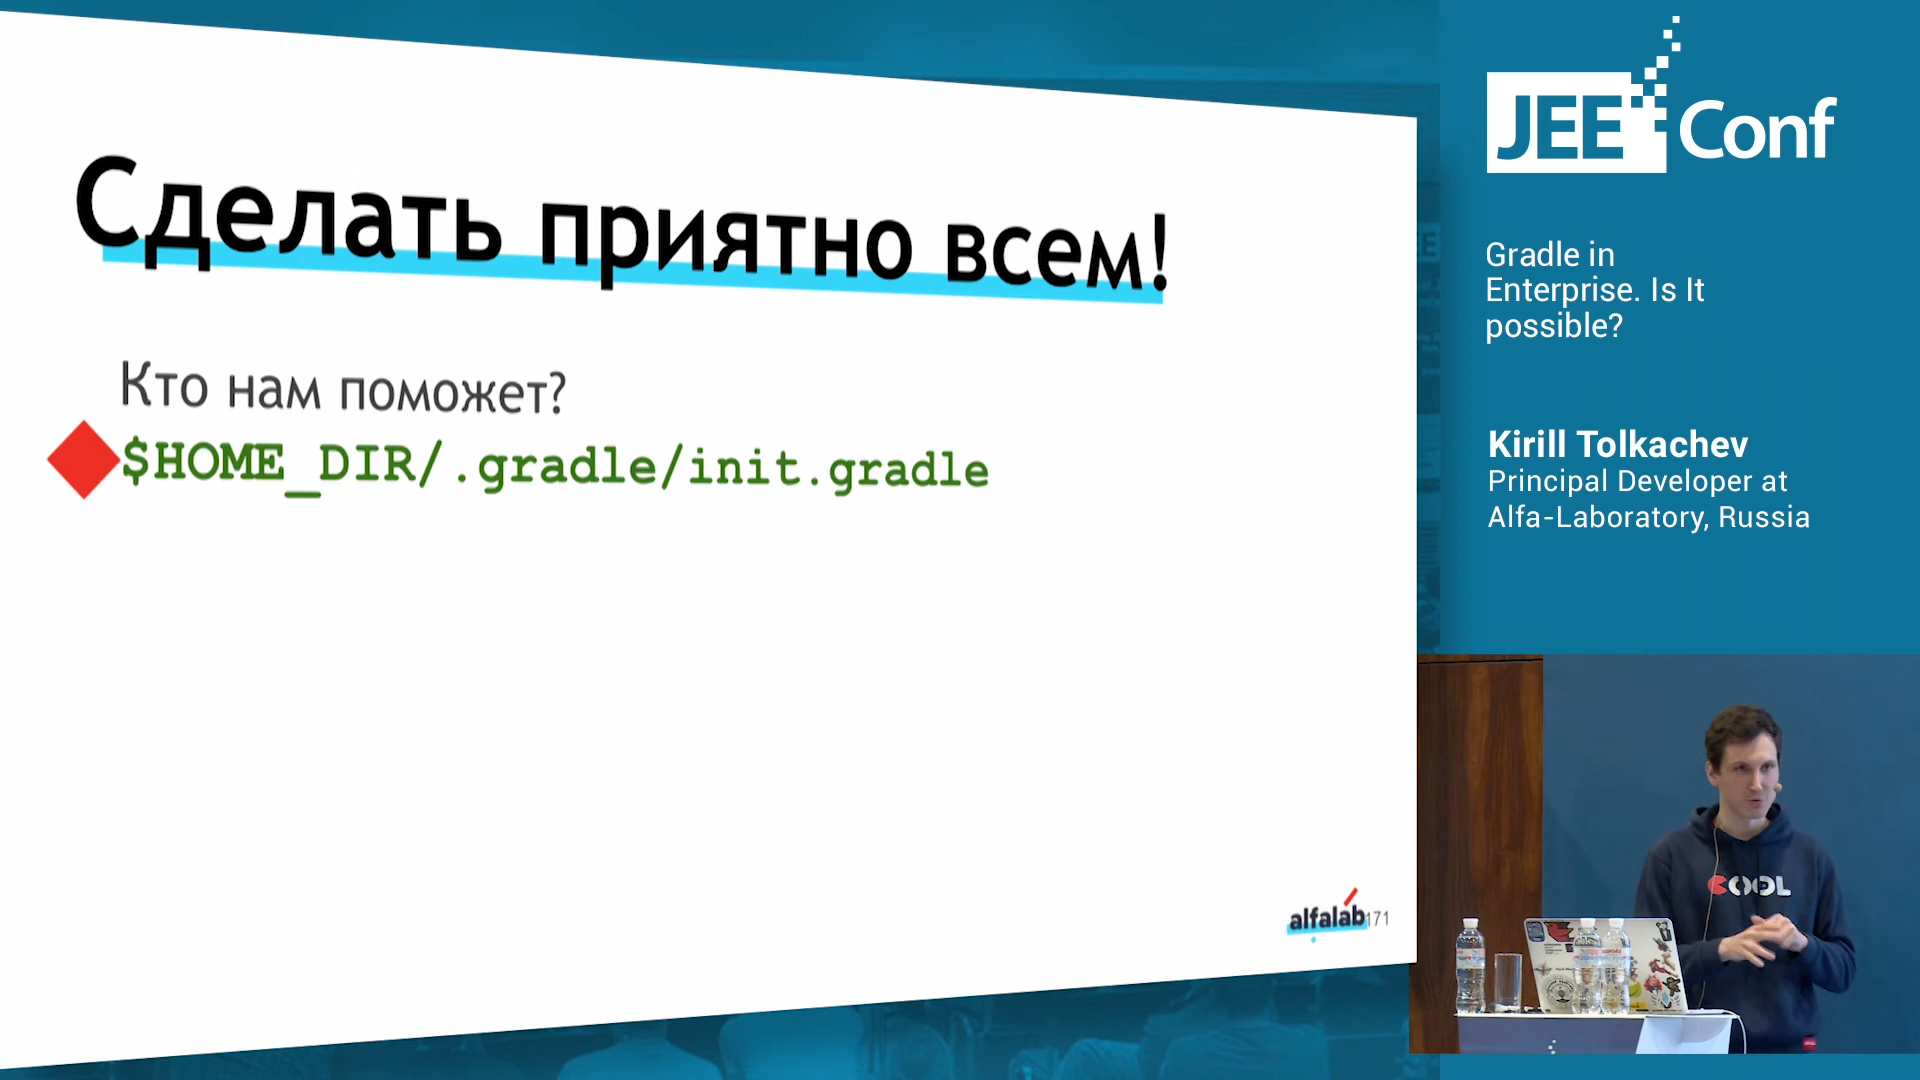 Сделать приятно всем!
Кто нам поможет?
$HOME_DIR/.gradle/init.gradle
alfalab 171
JEE Conf
Gradle in
Enterprise. Is It
possible?
Kirill Tolkachev
Principal Developer at
Alfa-Laboratory, Russia
COOL